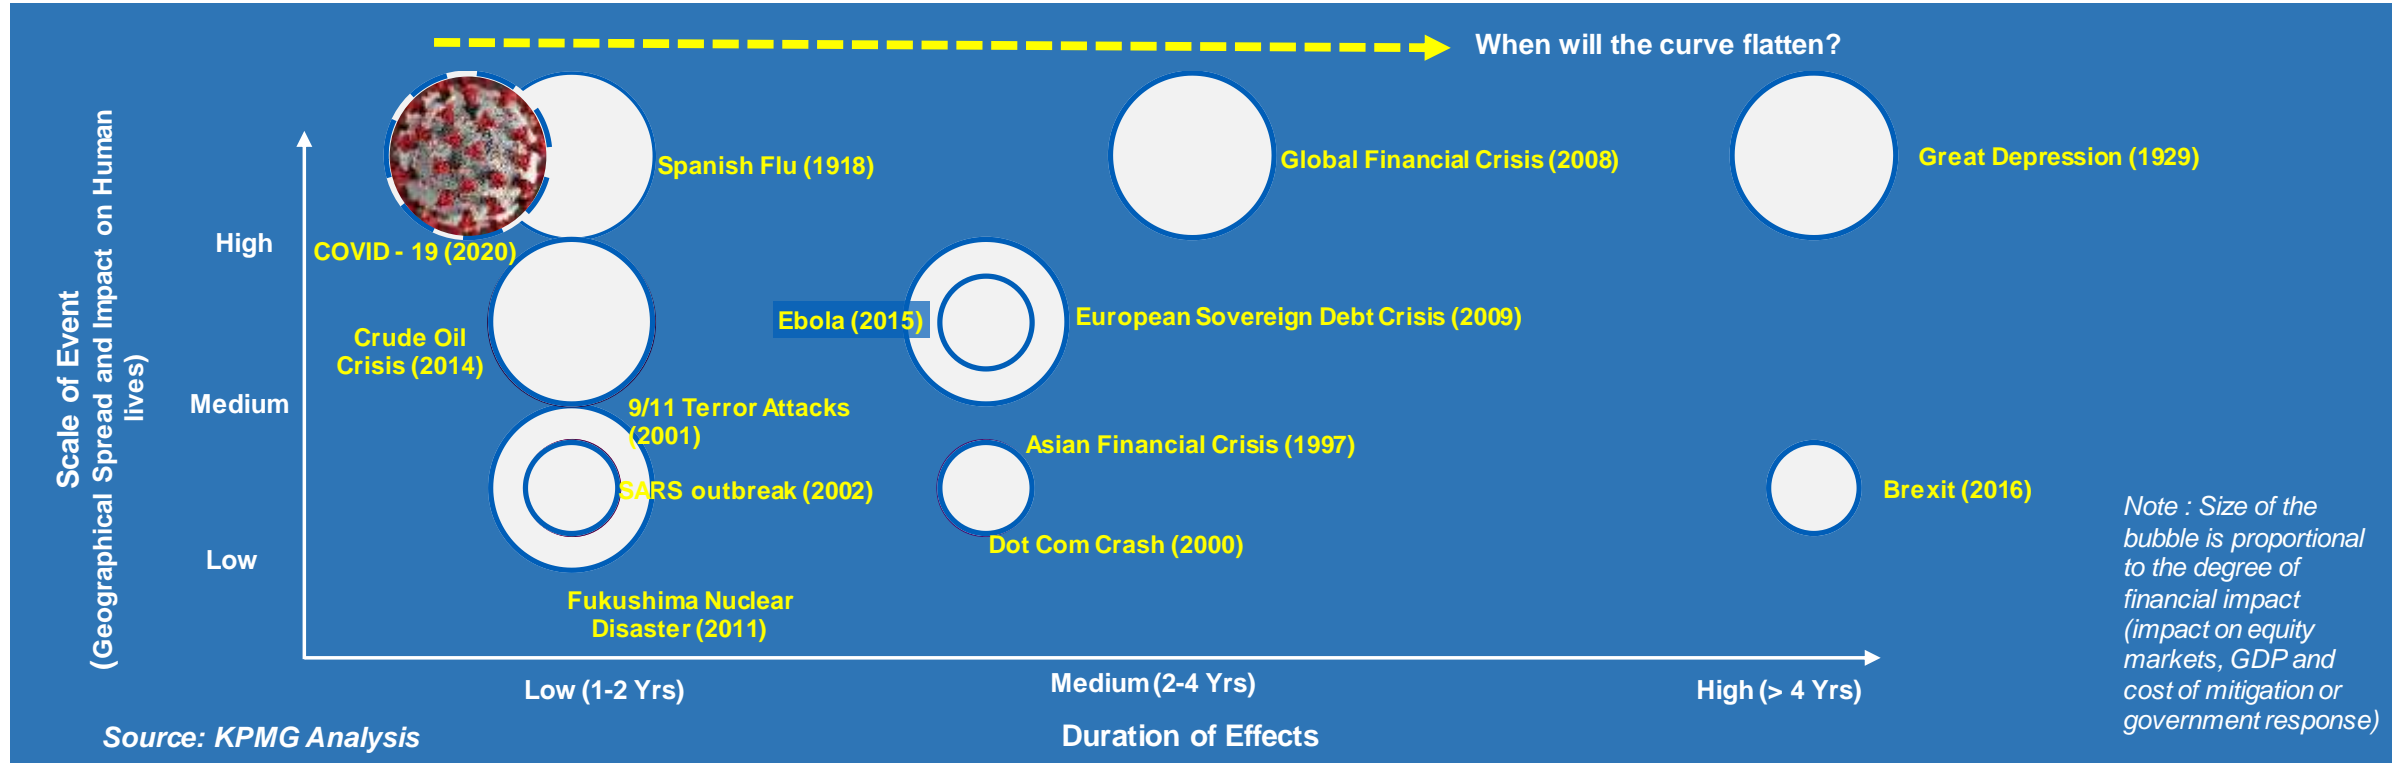 When will the curve flatten?
Spanish Flu (1918)
Global Financial Crisis (2008)
Great Depression (1929)
COVID - 19 (2020)
High
Medium
Low
Scale of Event
(Geographical Spread and Impact on Human
lives)
Crude Oil
Crisis (2014)
Ebola (2015)
European Sovereign Debt Crisis (2009)
9/11 Terror Attacks
(2001)
SARS outbreak (2002)
Asian Financial Crisis (1997)
Dot Com Crash (2000)
Brexit (2016)
Fukushima Nuclear
Disaster (2011)
Note : Size of the
bubble is proportional
to the degree of
financial impact
(impact on equity
markets, GDP and
cost of mitigation or
government response)
Low (1-2 Yrs)
Medium (2-4 Yrs)
High (> 4 Yrs)
Source: KPMG Analysis
Duration of Effects